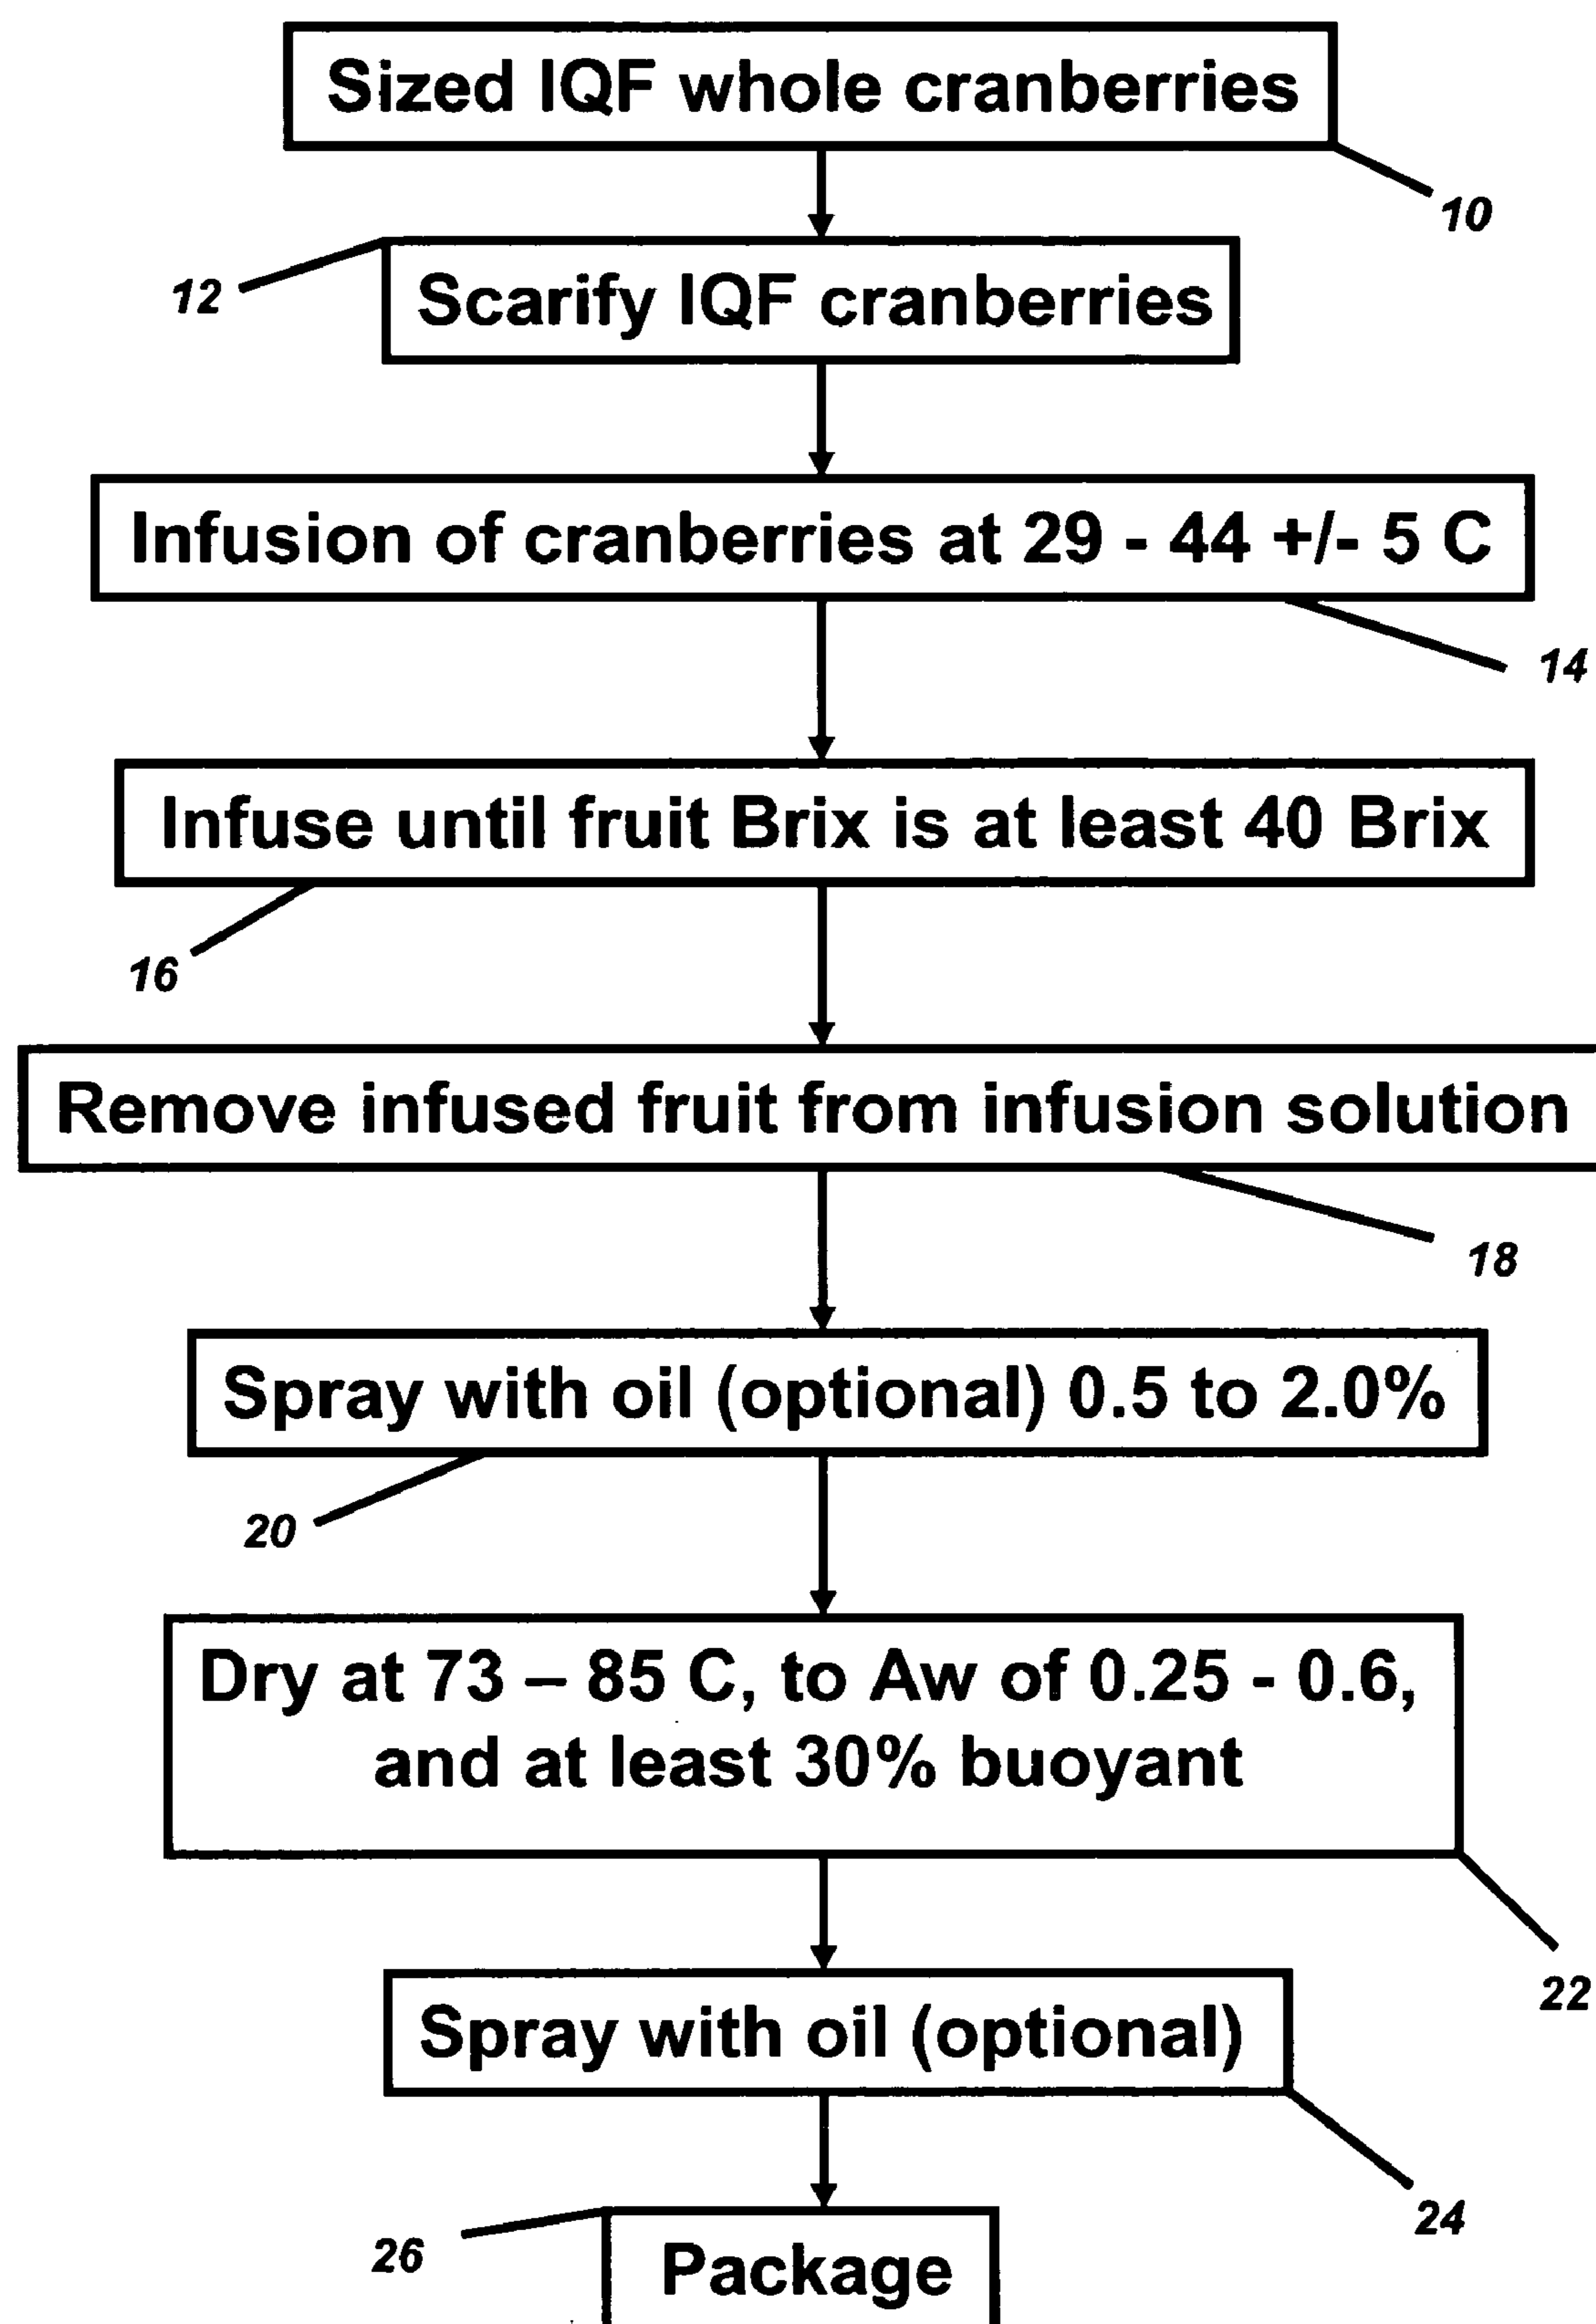 Sized IQF whole cranberries
10
12
Scarify IQF cranberries
Infusion of cranberries at 29 - 44 +/- 5 C
14
Infuse until fruit Brix is at least 40 Brix
16
Remove infused fruit from infusion solution
18
Spray with oil (optional) 0.5 to 2.0%
20
Dry at 73 – 85 C, to Aw of 0.25 - 0.6,
and at least 30% buoyant
22
Spray with oil (optional)
24
26
Package